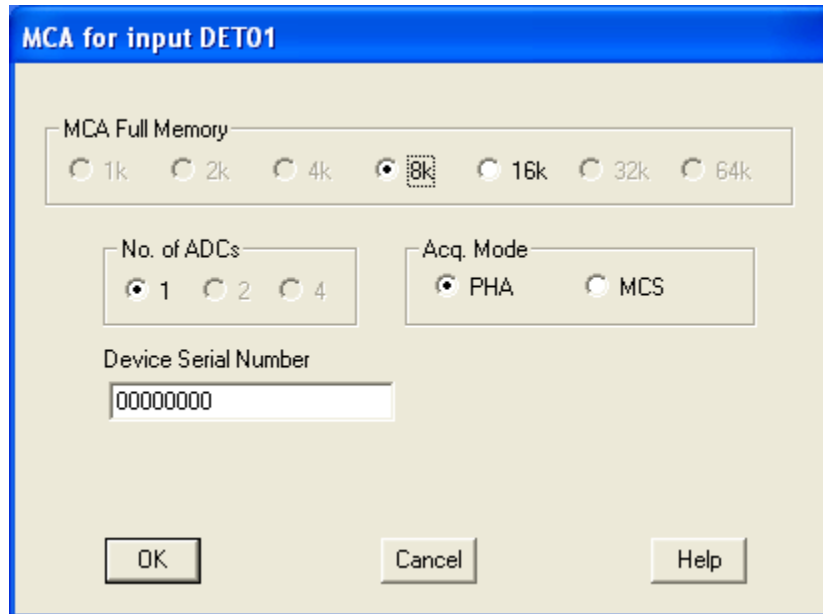 MCA for input DET01
MCA Full Memory
1k 2k 4k 8k 16k 32k 64k
No. of ADCs
1 2 4
Acq. Mode
PHA MCS
Device Serial Number
00000000
OK Cancel Help